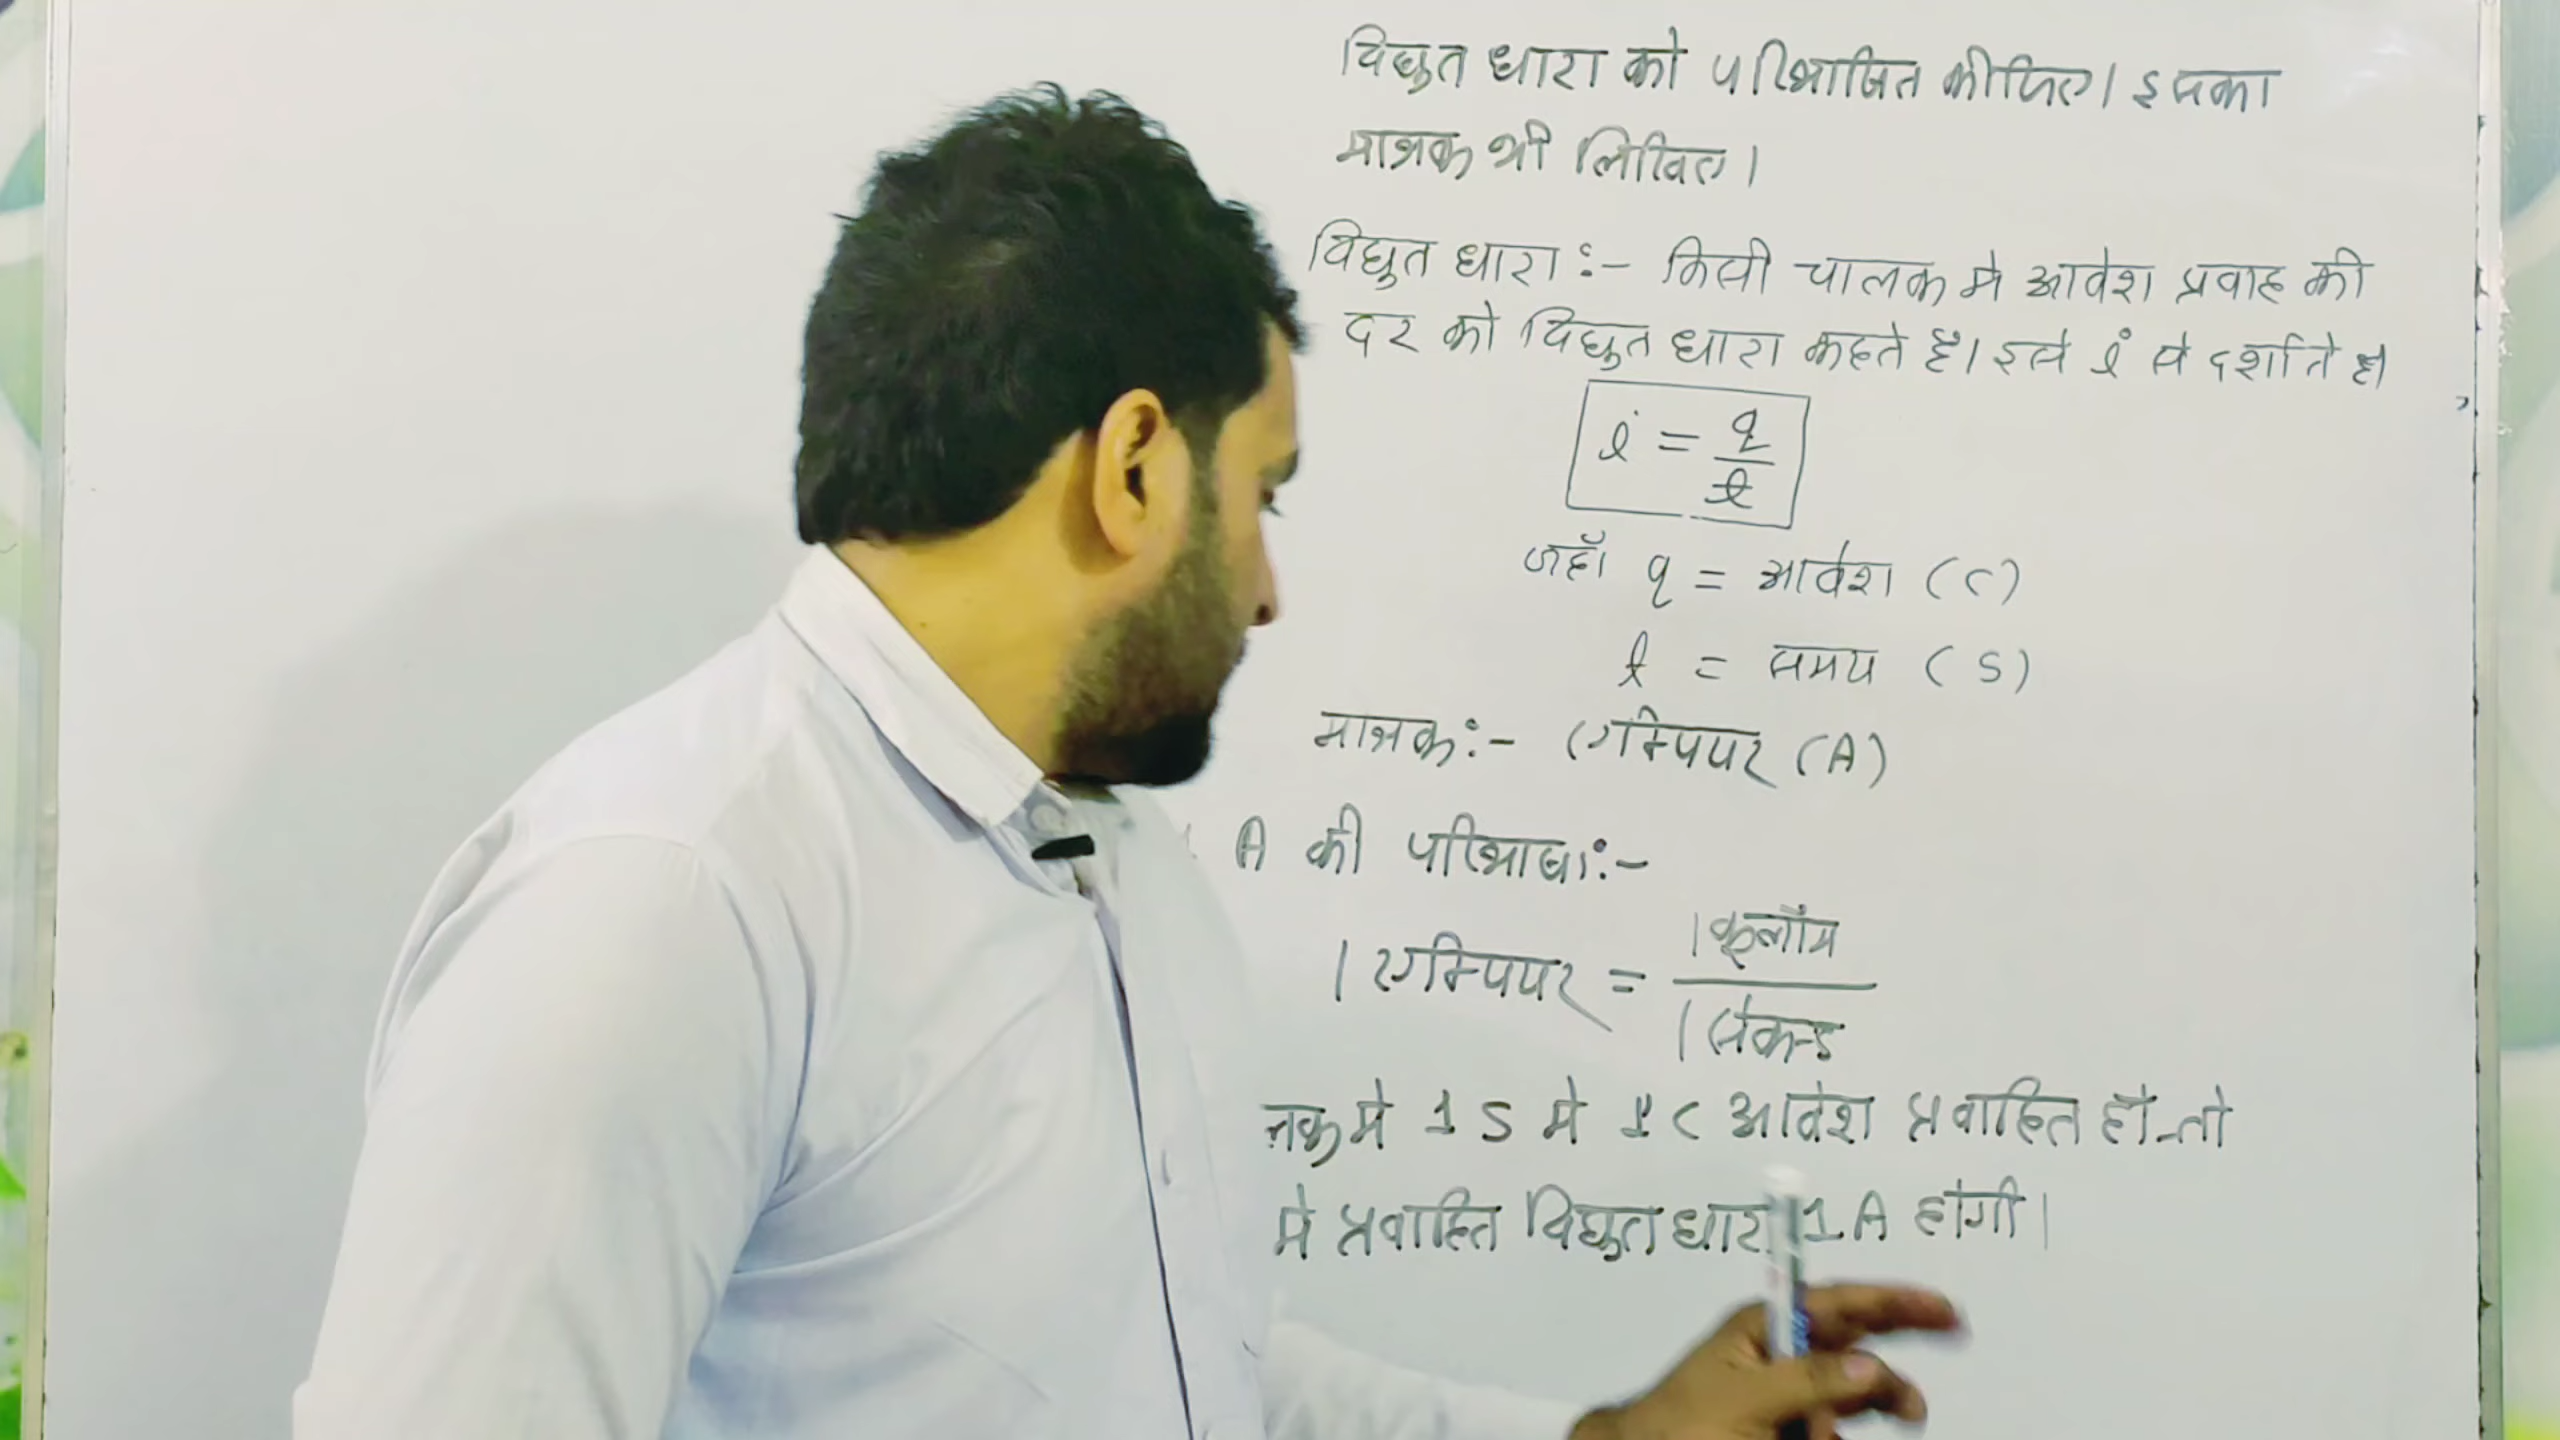 विद्युत धारा को परिभाषित कीजिए। इसका
मात्रक भी लिखिए।
विद्युत धारा :- किसी चालक मे आवेश प्रवाह की
दर को विद्युत धारा कहते है। इसे i से दर्शाते है।
i = q/t
जहाँ q = आवेश (C)
t = समय (S)
मात्रक :- एम्पियर (A)
A की परिभाषा :-
1 एम्पियर = 1 कूलॉम / 1 सेकन्ड
मे 1 S मे 1 C आवेश प्रवाहित हो तो
मे प्रवाहित विद्युत धारा 1 A होगी।